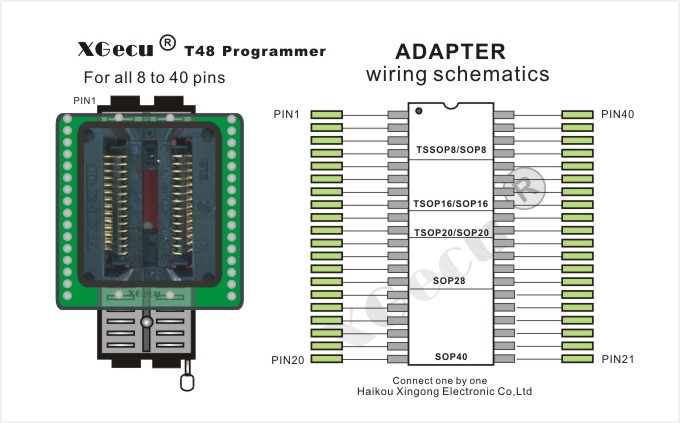 XGecu ® T48 Programmer
For all 8 to 40 pins
PIN1
XGecu
ADAPTER
wiring schematics
PIN1
PIN40
TSSOP8/SOP8
TSOP16/SOP16
TSOP20/SOP20
SOP28
SOP40
PIN20
PIN21
XGecu ®
Connect one by one
Haikou Xingong Electronic Co,Ltd